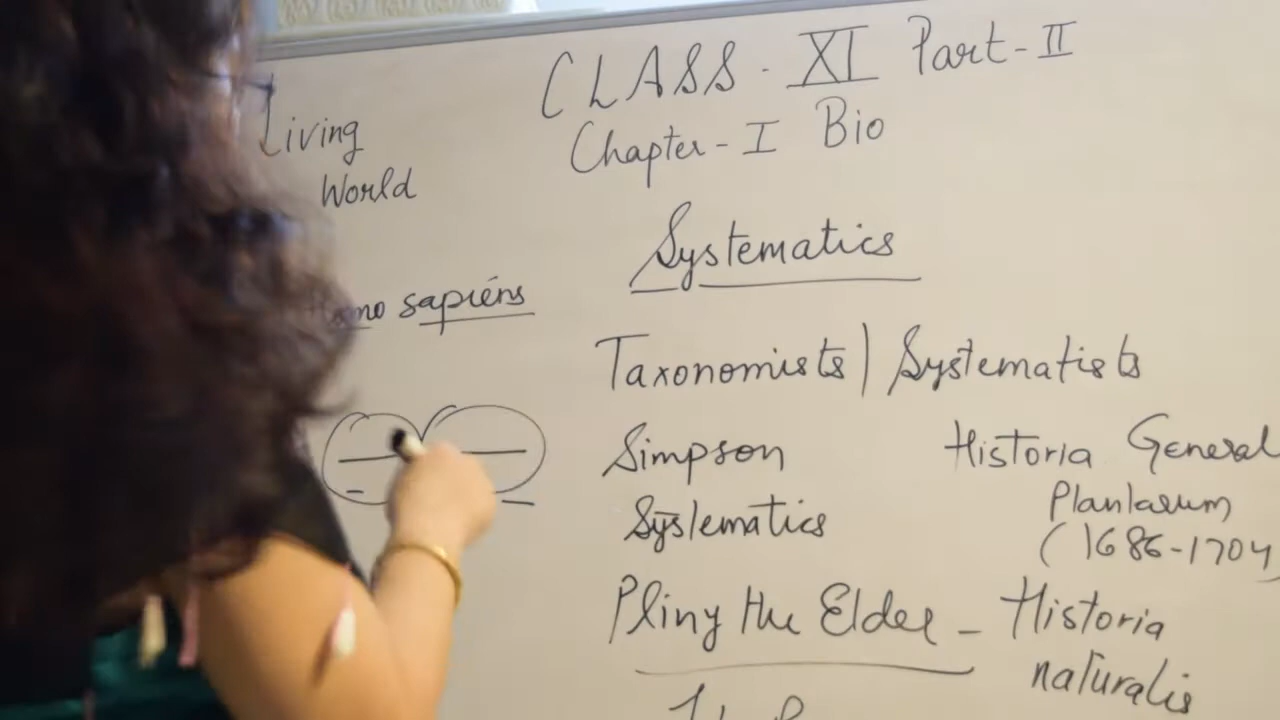 CLASS - XI Part - II
Chapter - I Bio
Living
World
Systematics
sapiens
Taxonomists / Systematists
Simpson
Systematics
Historia General
Plantarum
(1686-1704
Pliny the Elder - Historia
naturalis